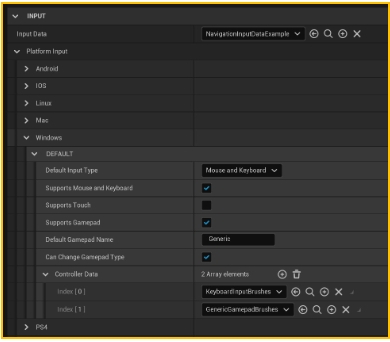 INPUT
Input Data NavigationInputDataExample
Platform Input
Android
IOS
Linux
Mac
Windows
DEFAULT
Default Input Type Mouse and Keyboard
Supports Mouse and Keyboard
Supports Touch
Supports Gamepad
Default Gamepad Name Generic
Can Change Gamepad Type
Controller Data 2 Array elements
Index [ 0 ] KeyboardInputBrushes
Index [ 1 ] GenericGamepadBrushes
PS4